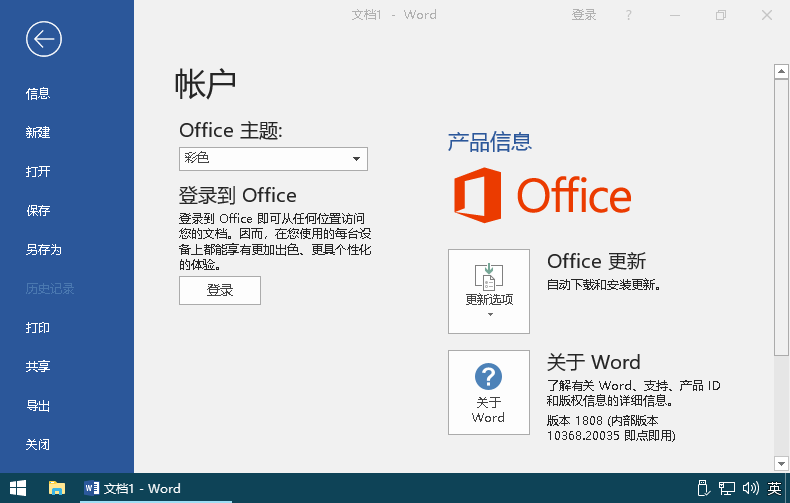 文档1 - Word
登录
?
信息
新建
打开
保存
另存为
历史记录
打印
共享
导出
关闭
帐户
Office 主题:
彩色
登录到 Office
登录到 Office 即可从任何位置访问
您的文档。因而，在您使用的每台设
备上都能享有更加出色、更具个性化
的体验。
登录
产品信息
Office
更新选项
Office 更新
自动下载和安装更新。
?
关于
Word
关于 Word
了解有关 Word、支持、产品 ID
和版权信息的详细信息。
版本 1808 (内部版本
10368.20035 即点即用)
文档1 - Word
英